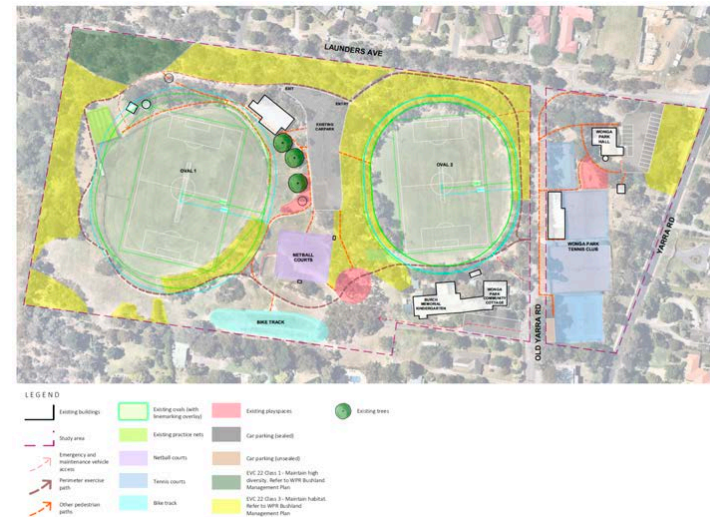 LAUNDERS AVE
EXIT
ENTRY
EXISTING
CARPARK
OVAL 1
OVAL 2
WONGA
PARK
HALL
NETBALL
COURTS
WONGA PARK
TENNIS CLUB
YARRA RD
BURCH
MEMORIAL
KINDERGARTEN
WONGA
PARK
COMMUNITY
COTTAGE
BIKE TRACK
OLD YARRA RD
LEGEND
Existing buildings
Study area
Emergency and
maintenance vehicle
access
Perimeter exercise
path
Other pedestrian
paths
Existing ovals (with
linemarking overlay)
Existing practice nets
Netball courts
Tennis courts
Bike track
Existing playspaces
Car parking (sealed)
Car parking (unsealed)
EVC 22 Class 1 - Maintain high
diversity. Refer to WPR Bushland
Management Plan
EVC 22 Class 3 - Maintain habitat.
Refer to WPR Bushland
Management Plan
Existing trees